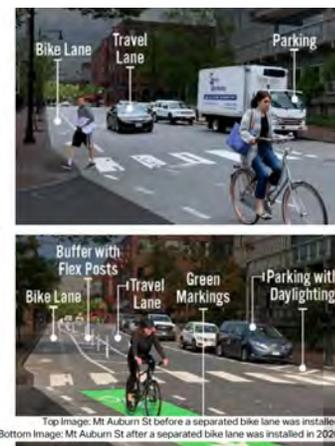 Bike Lane
Travel
Lane
Parking
Buffer with
Flex Posts
Bike Lane
Travel
Lane
Green
Markings
Parking with
Daylighting
Top Image: Mt Auburn St before a separated bike lane was
Bottom Image: Mt Auburn St after a separated bike lane was installed in